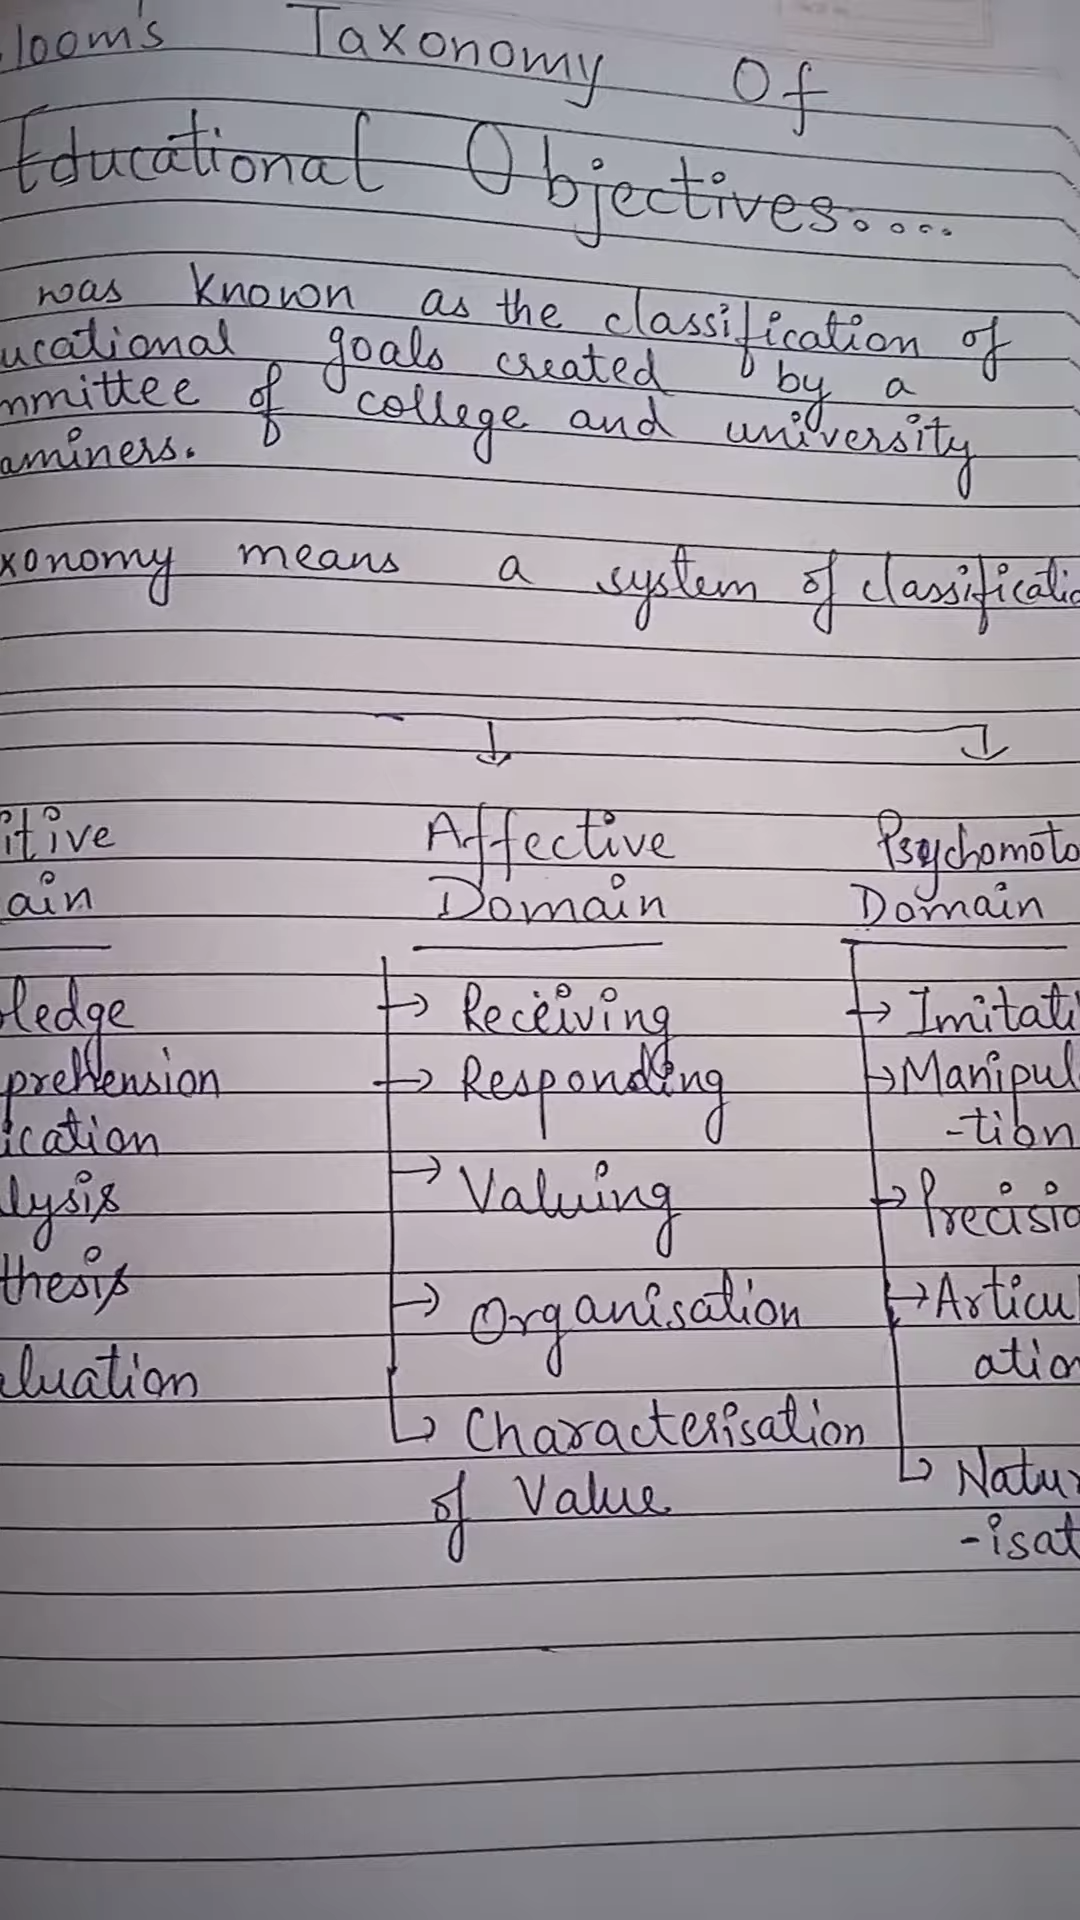 looms Taxonomy Of
Educational Objectives.....
was known as the classification of
ucational goals created by a
mmittee of college and university
aminers.
xonomy means a system of classificatio
itive Affective Psychomoto
ain Domain Domain
ledge Receiving Imitati
prehension Responding Manipul
ication -tion
lysis Valuing Precisio
thesis Organisation Articul
luation ation
Characterisation
of Value Natur
-isat